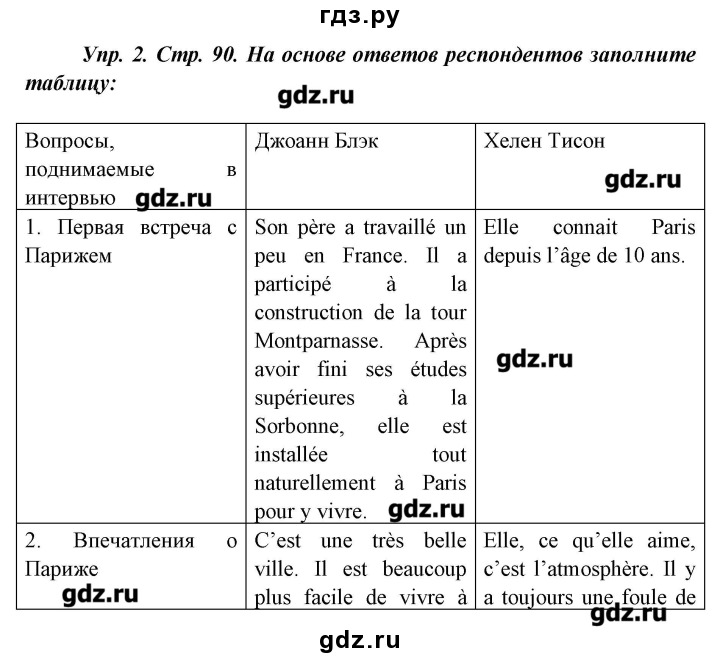 гдз.ру
Упр. 2. Стр. 90. На основе ответов респондентов заполните
таблицу:
gdz.ru
Вопросы,
поднимаемые в
интервью gdz.ru
Джоанн Блэк
Хелен Тисон
gdz.ru
1. Первая встреча с
Парижем
Son père a travaillé un
peu en France. Il a
participé à la
construction de la tour
Montparnasse. Après
avoir fini ses études
supérieures à la
Sorbonne, elle est
installée tout
naturellement à Paris
pour y vivre. gdz.ru
Elle connait Paris
depuis l’âge de 10 ans.
gdz.ru
2. Впечатления о
Париже
gdz.ru
C’est une très belle
ville. Il est beaucoup
plus facile de vivre à
Elle, ce qu’elle aime,
c’est l’atmosphère. Il y
a toujours une foule de
gdz.ru
gdz.ru